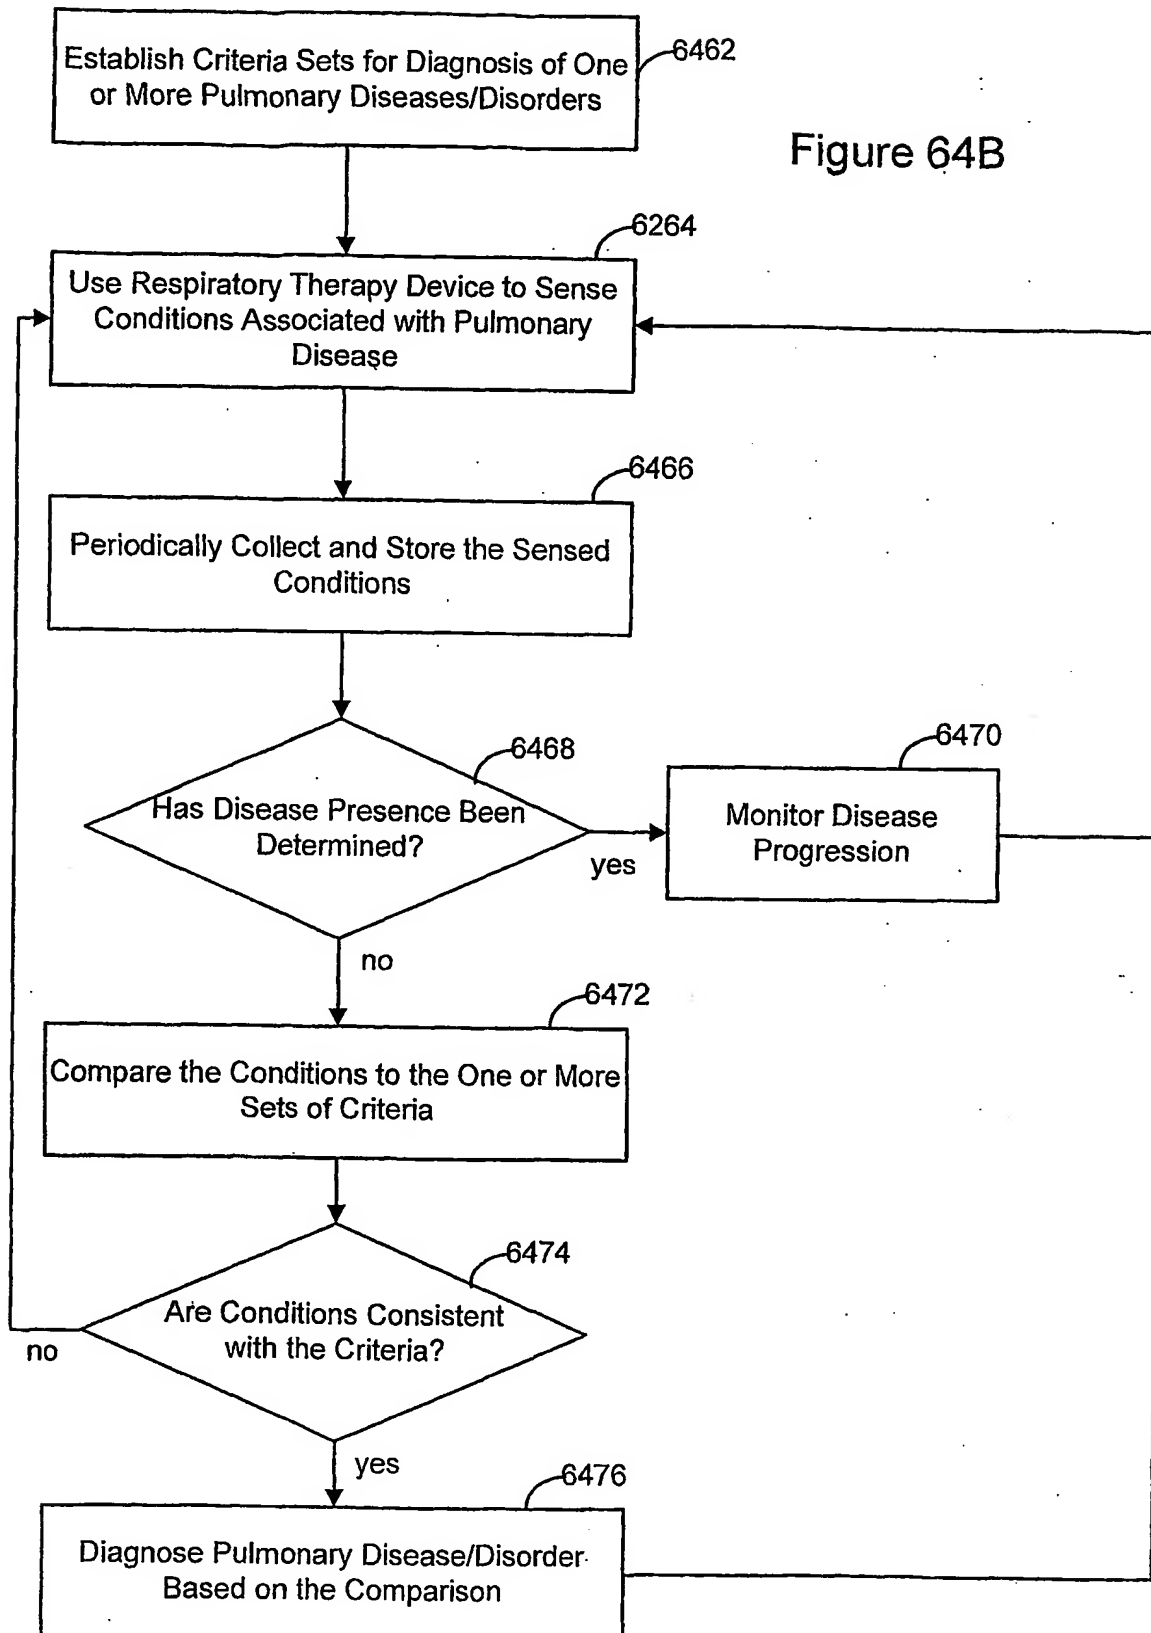 Establish Criteria Sets for Diagnosis of One
or More Pulmonary Diseases/Disorders
6462
Figure 64B
6264
Use Respiratory Therapy Device to Sense
Conditions Associated with Pulmonary
Disease
6466
Periodically Collect and Store the Sensed
Conditions
6468
Has Disease Presence Been
Determined?
yes
6470
Monitor Disease
Progression
no
6472
Compare the Conditions to the One or More
Sets of Criteria
6474
Are Conditions Consistent
with the Criteria?
no
yes
6476
Diagnose Pulmonary Disease/Disorder
Based on the Comparison